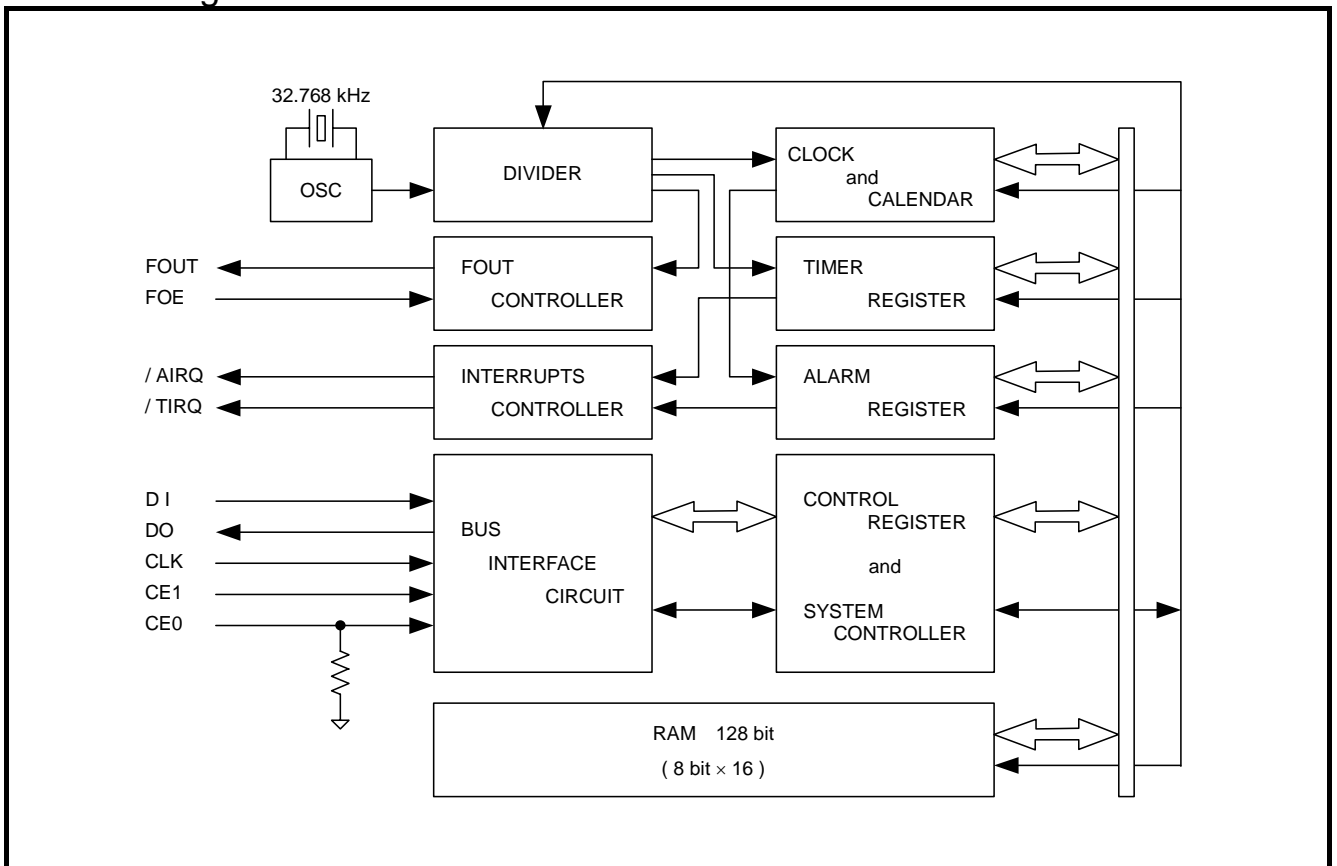 32.768 kHz
OSC
DIVIDER
CLOCK
and
CALENDAR
FOUT
FOE
FOUT
CONTROLLER
TIMER
REGISTER
/ AIRQ
/ TIRQ
INTERRUPTS
CONTROLLER
ALARM
REGISTER
D I
DO
CLK
CE1
CE0
BUS
INTERFACE
CIRCUIT
CONTROL
REGISTER
and
SYSTEM
CONTROLLER
RAM 128 bit
( 8 bit × 16 )